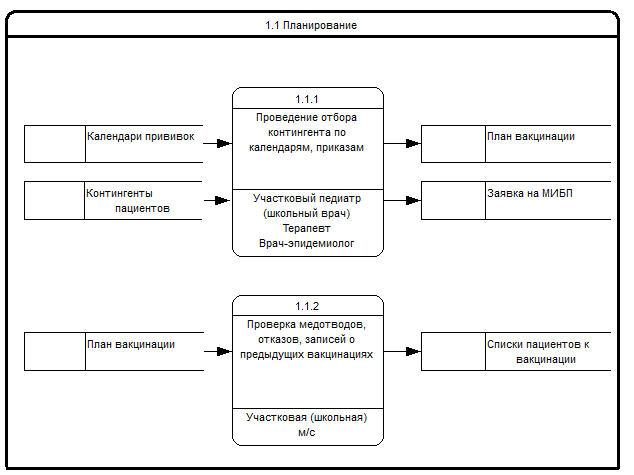 1.1 Планирование
1.1.1
Проведение отбора
контингента по
календарям, приказам
Календари прививок
План вакцинации
Контингенты
пациентов
Участковый педиатр
(школьный врач)
Терапевт
Врач-эпидемиолог
Заявка на МИБП
1.1.2
Проверка медотводов,
отказов, записей о
предыдущих вакцинациях
План вакцинации
Списки пациентов к
вакцинации
Участковая (школьная)
м/с